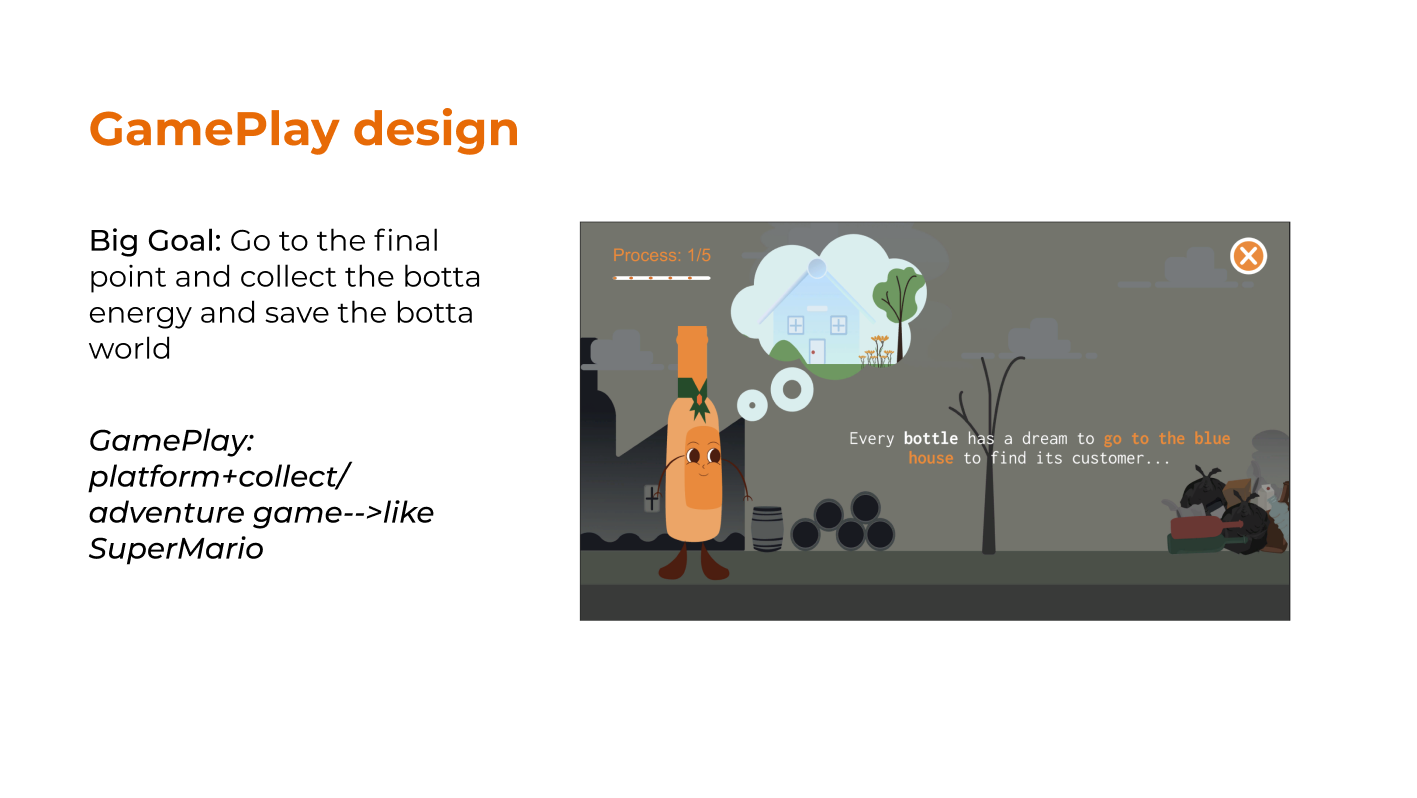 GamePlay design
Big Goal: Go to the final
point and collect the botta
energy and save the botta
world
GamePlay:
platform+collect/
adventure game-->like
SuperMario
Process: 1/5
Every bottle has a dream to go to the blue
house to find its customer...